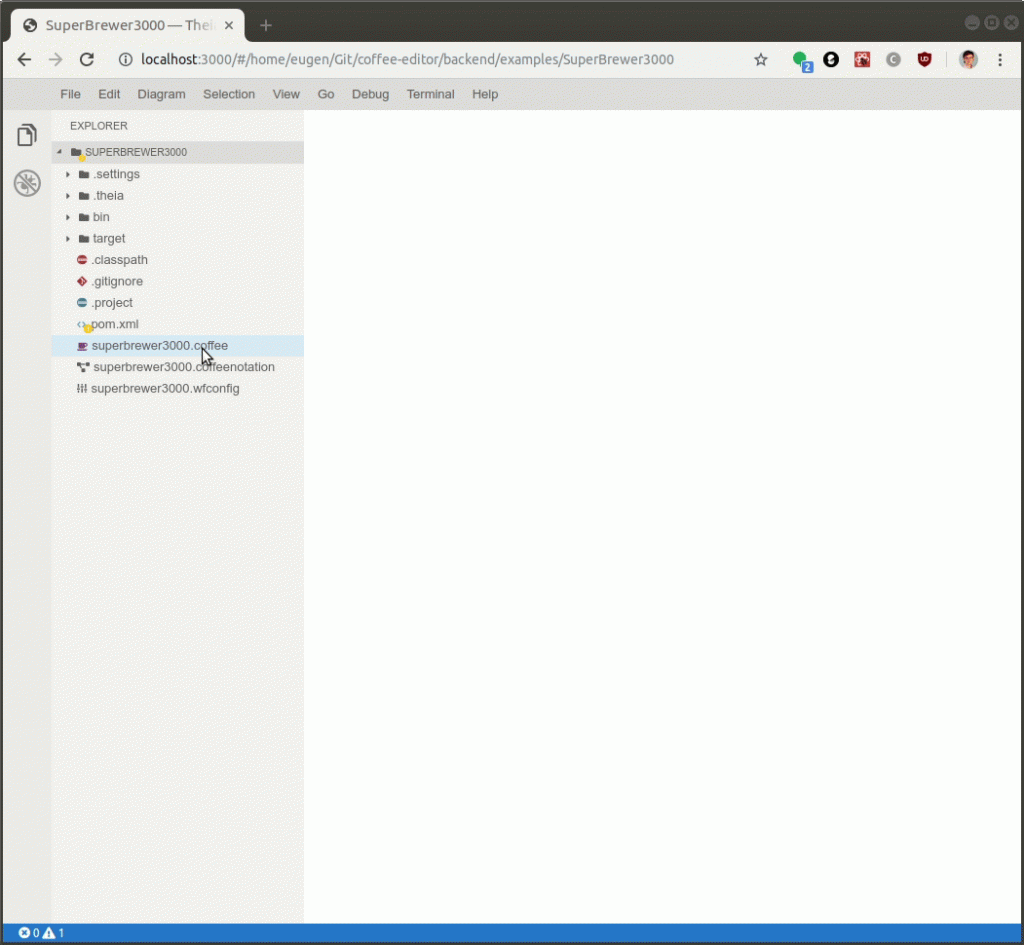 SuperBrewer3000 — Thei
localhost:3000/#/home/eugen/Git/coffee-editor/backend/examples/SuperBrewer3000
2
C
UD
File Edit Diagram Selection View Go Debug Terminal Help
EXPLORER
SUPERBREWER3000
.settings
.theia
bin
target
.classpath
.gitignore
.project
pom.xml
superbrewer3000.coffee
superbrewer3000.coffeenotation
superbrewer3000.wfconfig
0 1